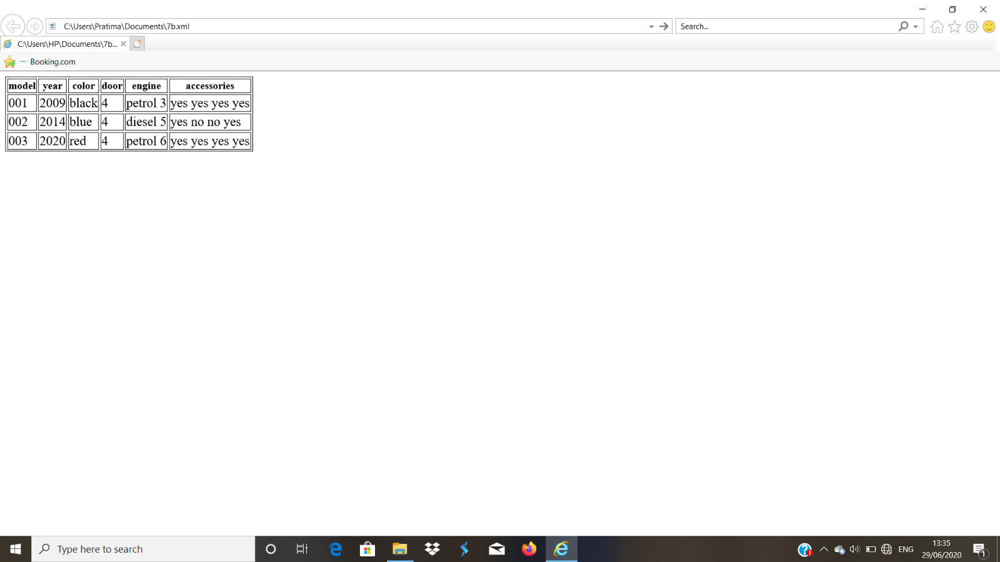 C:\Users\Pratima\Documents\7b.xml
Search...
C:\Users\HP\Documents\7b...
Booking.com
model year color door engine accessories
001 2009 black 4 petrol 3 yes yes yes yes
002 2014 blue 4 diesel 5 yes no no yes
003 2020 red 4 petrol 6 yes yes yes yes
Type here to search
ENG
13:35
29/06/2020
1